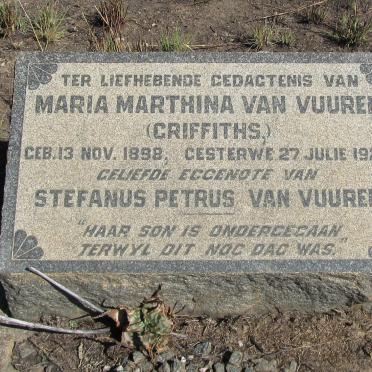 TER LIEFHEBENDE GEDAGTENIS VAN
MARIA MARTHINA VAN VUUREN
(GRIFFITHS,)
GEB. 13 NOV. 1898, GESTERWE 27 JULIE
GELIEFDE EGGENOTE VAN
STEFANUS PETRUS VAN VUUREN
"HAAR SON IS ONDERGEGAAN
TERWYL DIT NOG DAG WAS."